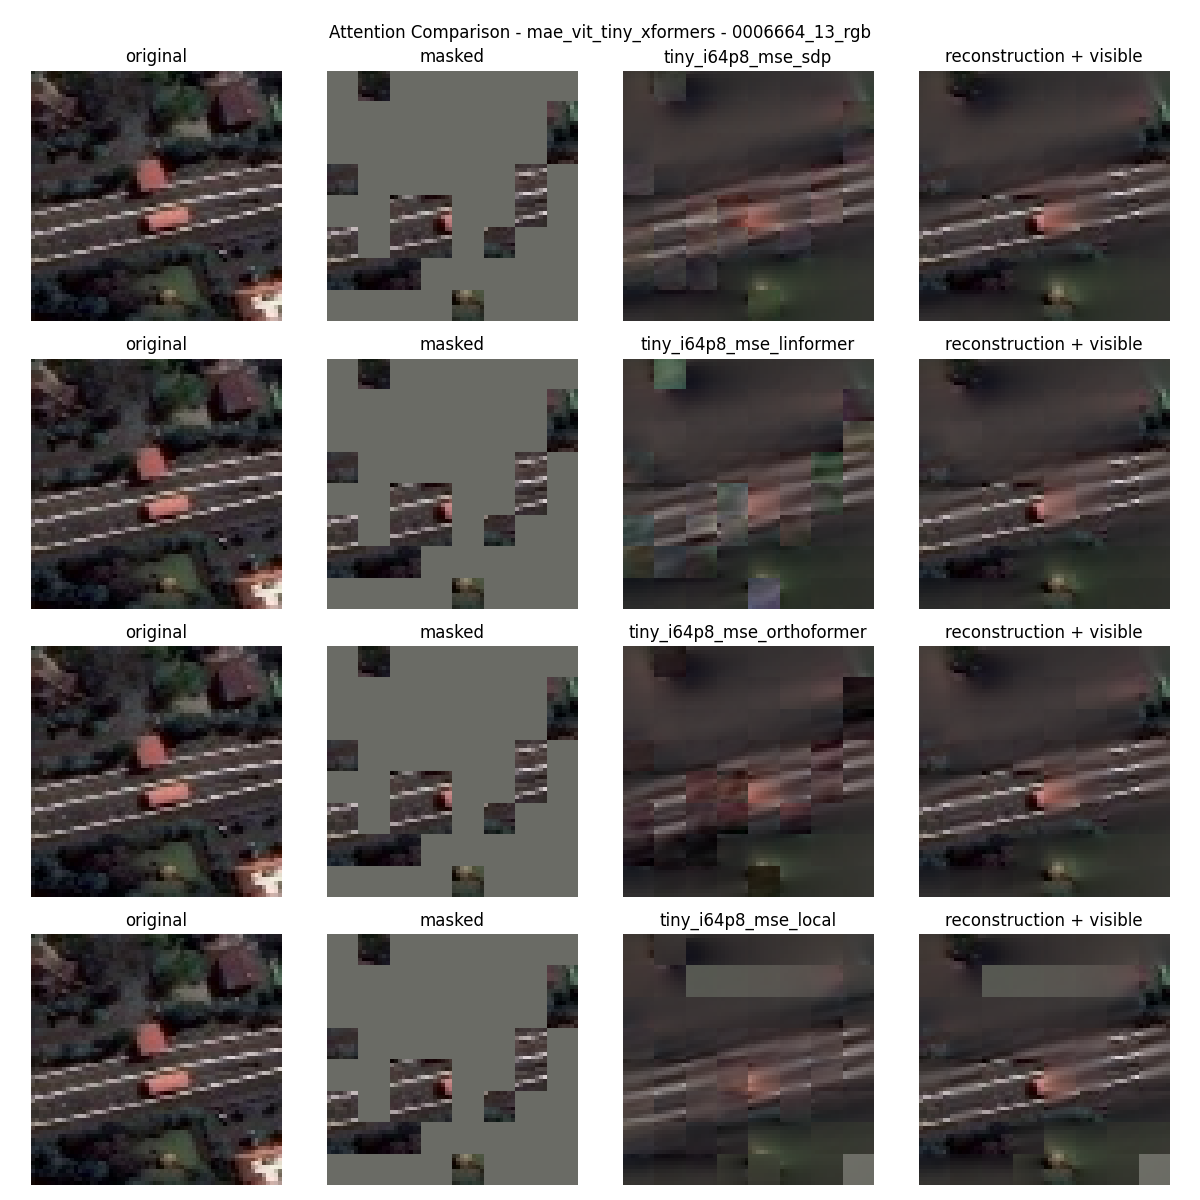 Attention Comparison - mae_vit_tiny_xformers - 0006664_13_rgb
original masked tiny_i64p8_mse_sdp reconstruction + visible
original masked tiny_i64p8_mse_linformer reconstruction + visible
original masked tiny_i64p8_mse_orthoformer reconstruction + visible
original masked tiny_i64p8_mse_local reconstruction + visible